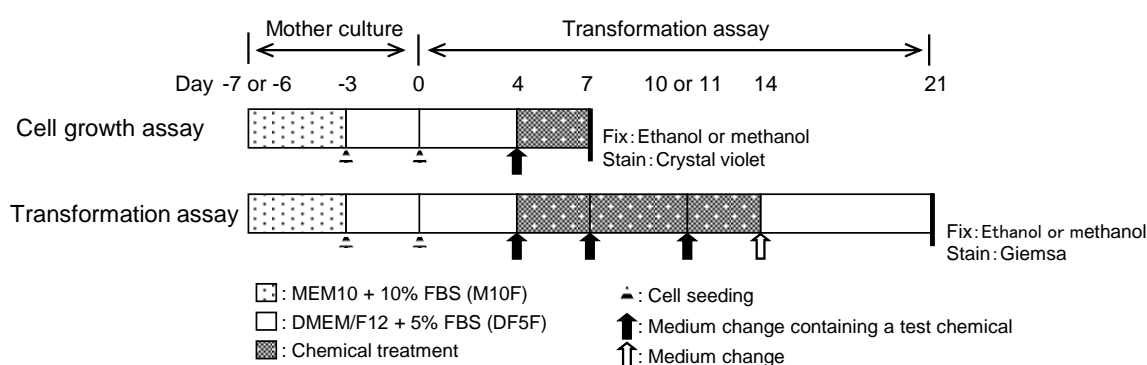 Mother culture Transformation assay
Day -7 or -6 -3 0 4 7 10 or 11 14 21
Cell growth assay
Fix:Ethanol or methanol
Stain:Crystal violet
Transformation assay
Fix:Ethanol or methanol
Stain:Giemsa
: MEM10 + 10% FBS (M10F)
: DMEM/F12 + 5% FBS (DF5F)
: Chemical treatment
: Cell seeding
: Medium change containing a test chemical
: Medium change